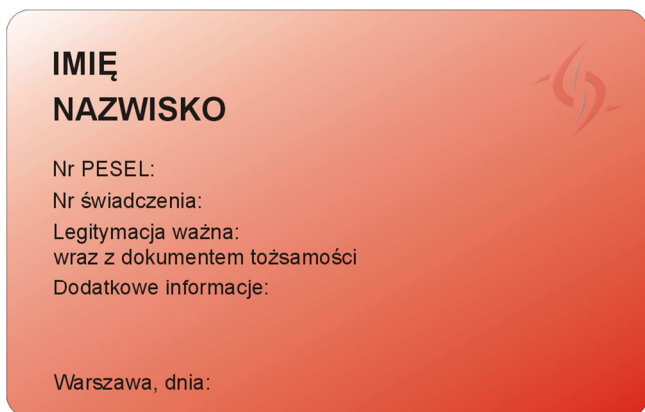 IMIĘ
NAZWISKO
Nr PESEL:
Nr świadczenia:
Legitymacja ważna:
wraz z dokumentem tożsamości
Dodatkowe informacje:
Warszawa, dnia: